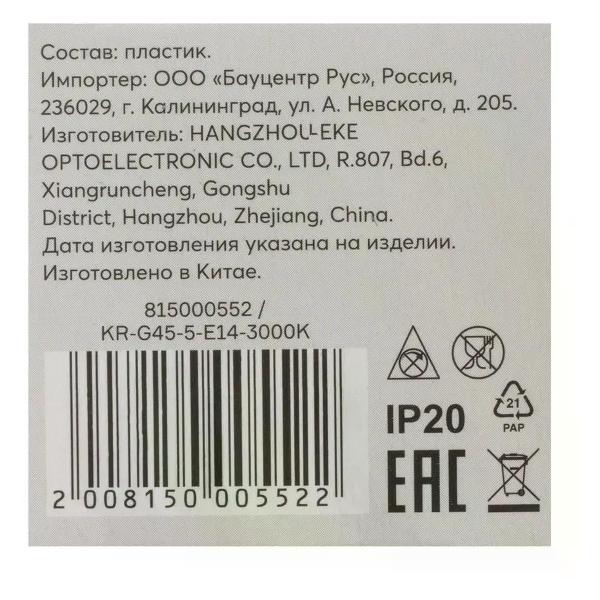 Состав: пластик.
Импортер: ООО «Бауцентр Рус», Россия,
236029, г. Калининград, ул. А. Невского, д. 205.
Изготовитель: HANGZHOU-EKE
OPTOELECTRONIC CO., LTD, R.807, Bd.6,
Xiangruncheng, Gongshu
District, Hangzhou, Zhejiang, China.
Дата изготовления указана на изделии.
Изготовлено в Китае.
815000552 /
KR-G45-5-E14-3000K
2 008150 005522
IP20
21
PAP
EAC